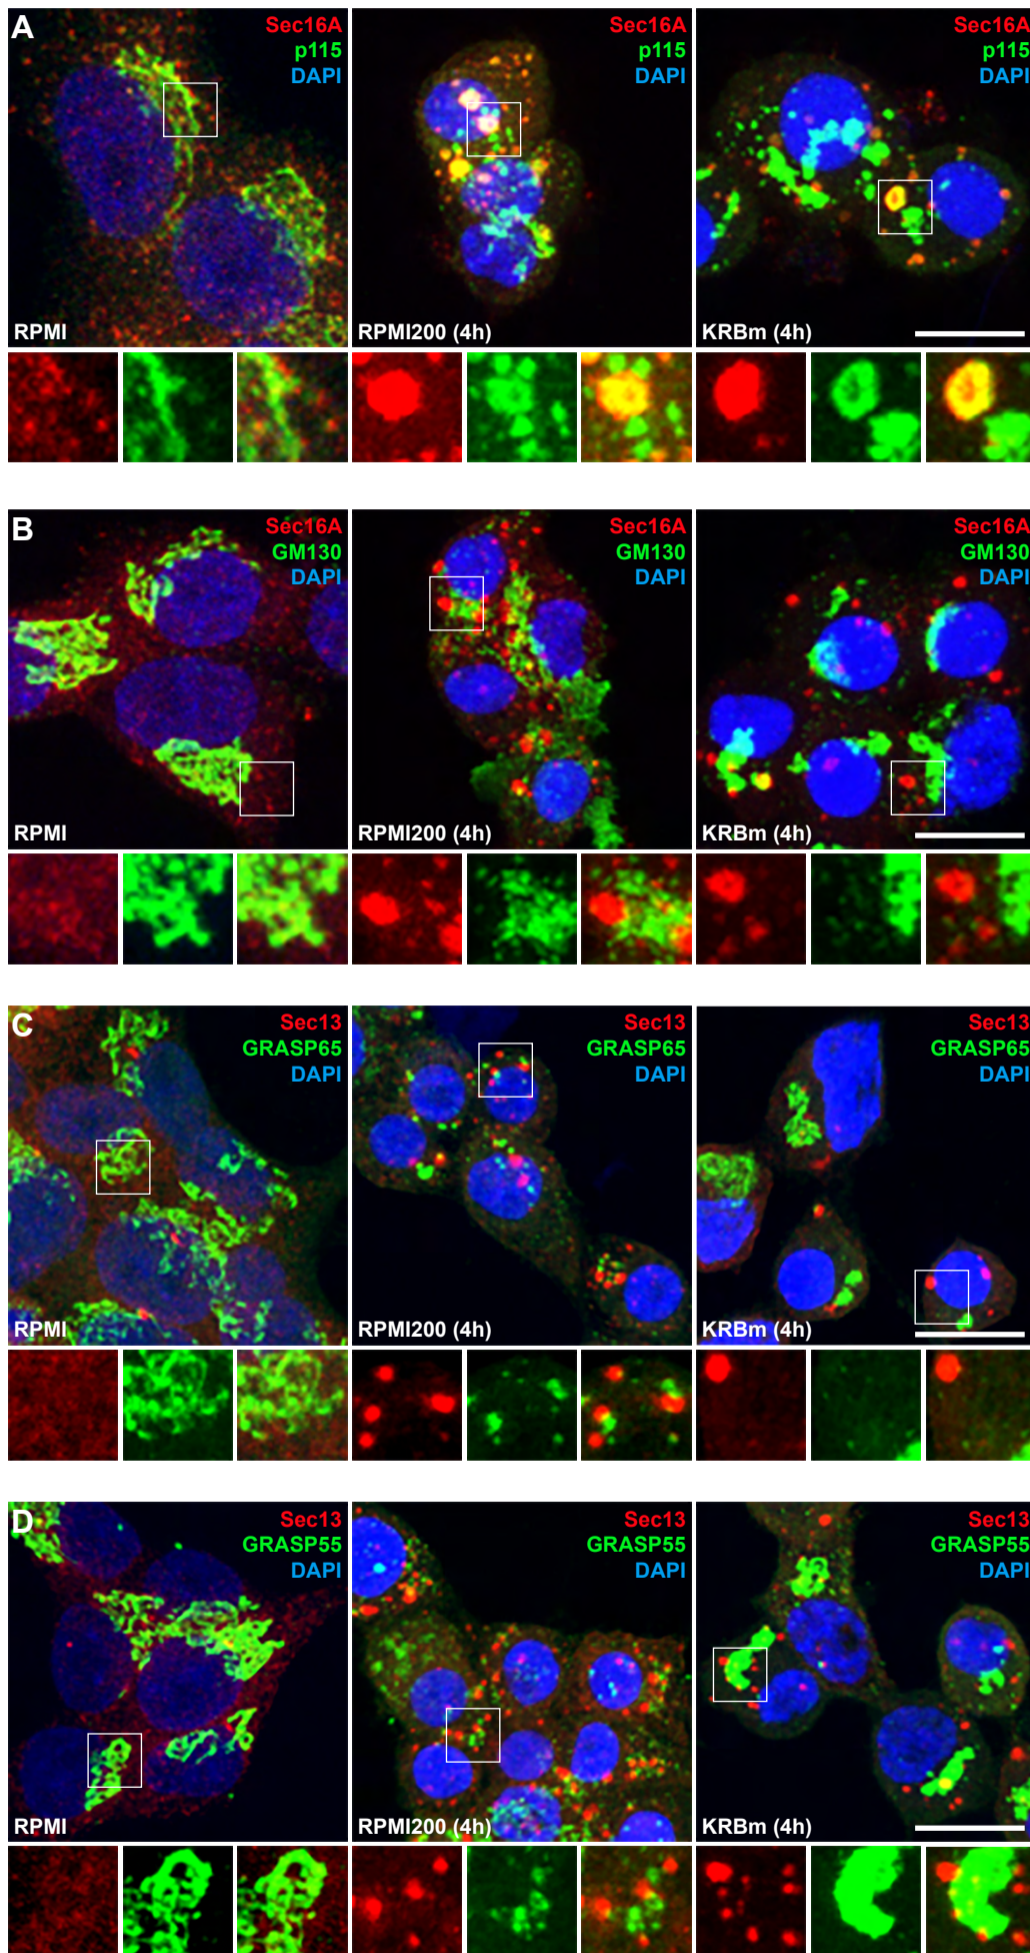 A
Sec16A
p115
DAPI
RPMI
Sec16A
p115
DAPI
RPMI200 (4h)
Sec16A
p115
DAPI
KRBm (4h)
B
Sec16A
GM130
DAPI
RPMI
Sec16A
GM130
DAPI
RPMI200 (4h)
Sec16A
GM130
DAPI
KRBm (4h)
C
Sec13
GRASP65
DAPI
RPMI
Sec13
GRASP65
DAPI
RPMI200 (4h)
Sec13
GRASP65
DAPI
KRBm (4h)
D
Sec13
GRASP55
DAPI
RPMI
Sec13
GRASP55
DAPI
RPMI200 (4h)
Sec13
GRASP55
DAPI
KRBm (4h)